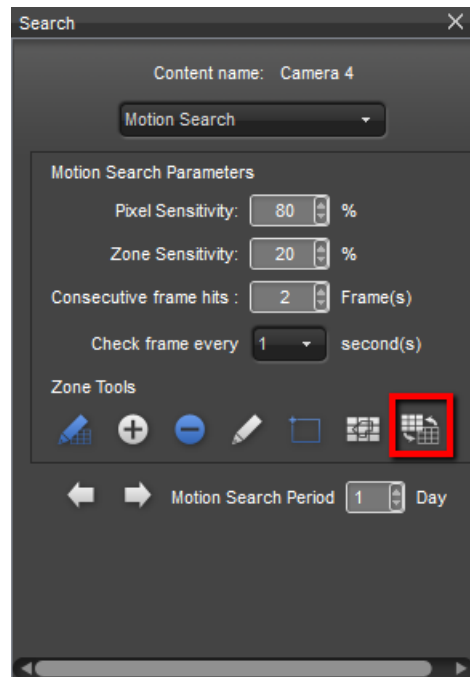 Search
Content name: Camera 4
Motion Search
Motion Search Parameters
Pixel Sensitivity: 80 %
Zone Sensitivity: 20 %
Consecutive frame hits : 2 Frame(s)
Check frame every 1 second(s)
Zone Tools
Motion Search Period 1 Day